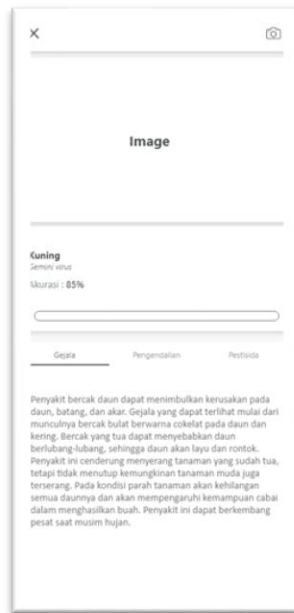 Image
Kuning
Gemini virus
Akurasi : 85%
Gejala Pengendalian Pestisida
Penyakit bercak daun dapat menimbulkan kerusakan pada
daun, batang, dan akar. Gejala yang dapat terlihat mulai dari
munculnya bercak bulat berwarna cokelat pada daun dan
kering. Bercak yang tua dapat menyebabkan daun
berlubang-lubang, sehingga daun akan layu dan rontok.
Penyakit ini cenderung menyerang tanaman yang sudah tua,
tetapi tidak menutup kemungkinan tanaman muda juga
terserang. Pada kondisi parah tanaman akan kehilangan
semua daunnya dan akan mempengaruhi kemampuan cabai
dalam menghasilkan buah. Penyakit ini dapat berkembang
pesat saat musim hujan.